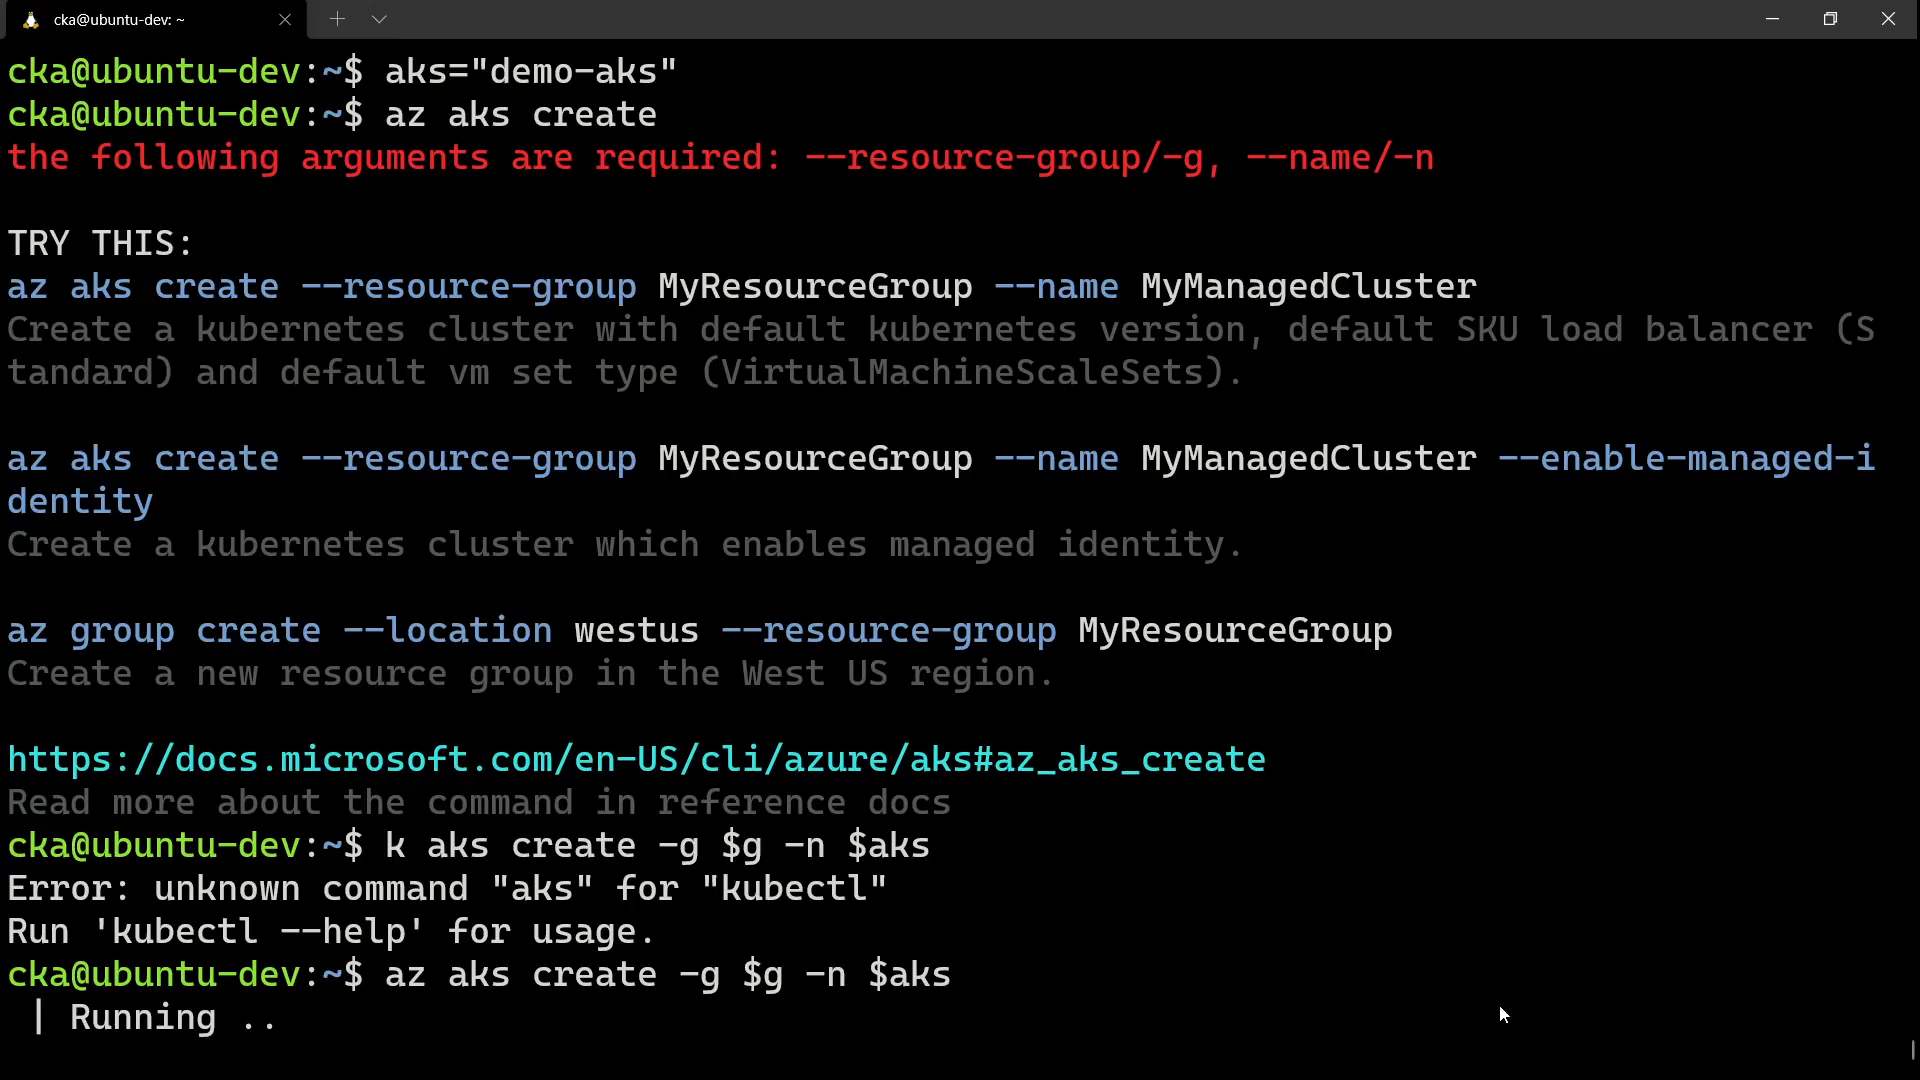 cka@ubuntu-dev: ~
cka@ubuntu-dev:~$ aks="demo-aks"
cka@ubuntu-dev:~$ az aks create
the following arguments are required: --resource-group/-g, --name/-n
TRY THIS:
az aks create --resource-group MyResourceGroup --name MyManagedCluster
Create a kubernetes cluster with default kubernetes version, default SKU load balancer (S
tandard) and default vm set type (VirtualMachineScaleSets).
az aks create --resource-group MyResourceGroup --name MyManagedCluster --enable-managed-i
dentity
Create a kubernetes cluster which enables managed identity.
az group create --location westus --resource-group MyResourceGroup
Create a new resource group in the West US region.
https://docs.microsoft.com/en-US/cli/azure/aks#az_aks_create
Read more about the command in reference docs
cka@ubuntu-dev:~$ k aks create -g $g -n $aks
Error: unknown command "aks" for "kubectl"
Run 'kubectl --help' for usage.
cka@ubuntu-dev:~$ az aks create -g $g -n $aks
| Running ..